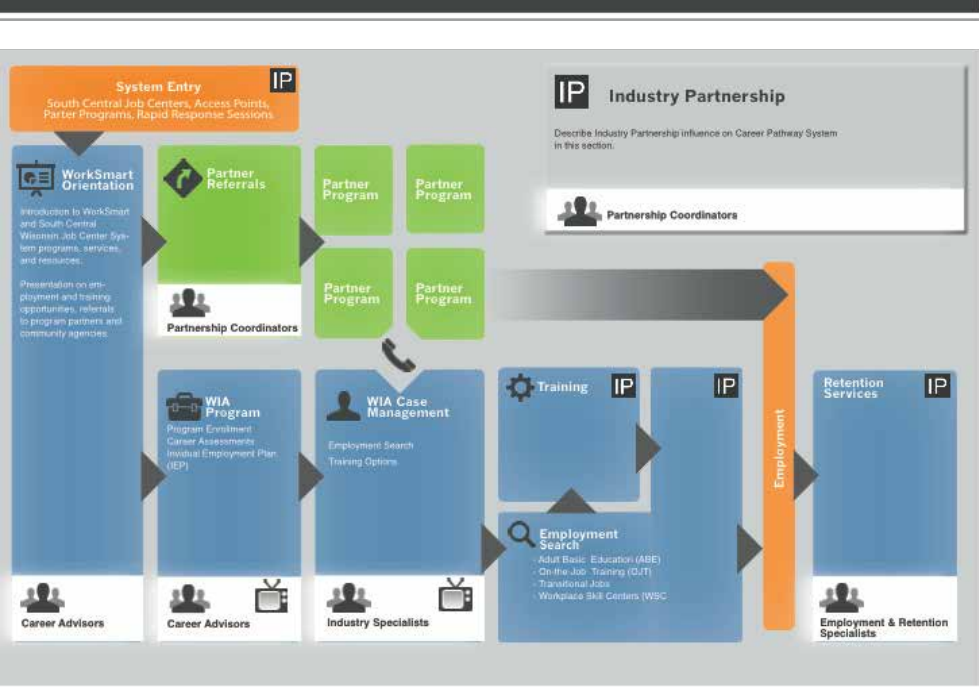 System Entry
IP
South Central Job Centers, Access Points,
Parter Programs, Rapid Response Sessions
IP
Industry Partnership
Describe Industry Partnership influence on Career Pathway System
in this section.
Partnership Coordinators
WorkSmart
Orientation
Introduction to WorkSmart
and South Central
Wisonsin Job Center Sys-
tem programs, services,
and resources.
Presentation on em-
ployment and training
opportunities, referrals
to program partners and
community agencies.
Career Advisors
Partner
Referrals
Partnership Coordinators
Partner
Program
Partner
Program
Partner
Program
Partner
Program
WIA
Program
Program Enrollment
Career Assessments
Invidual Employment Plan
(IEP)
Career Advisors
WIA Case
Management
Employment Search
Training Options
Industry Specialists
Training
IP
IP
Employment
Search
- Adult Basic Education (ABE)
- On-the Job Training (OJT)
- Transitional Jobs
- Workplace Skill Centers (WSC
Employment
Retention
Services
IP
Employment & Retention
Specialists